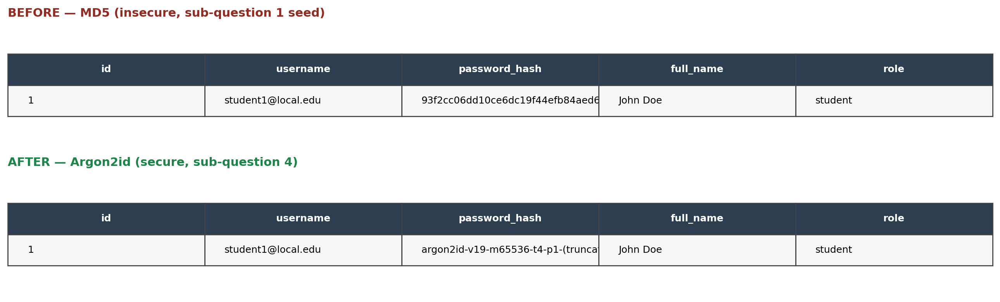 BEFORE — MD5 (insecure, sub-question 1 seed)
id username password_hash full_name role
1 student1@local.edu 93f2cc06dd10ce6dc19f44efb84aed6 John Doe student
AFTER — Argon2id (secure, sub-question 4)
id username password_hash full_name role
1 student1@local.edu argon2id-v19-m65536-t4-p1-(trunca John Doe student